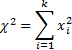 χ² = ∑ᵢ₌₁ᵏ xᵢ²